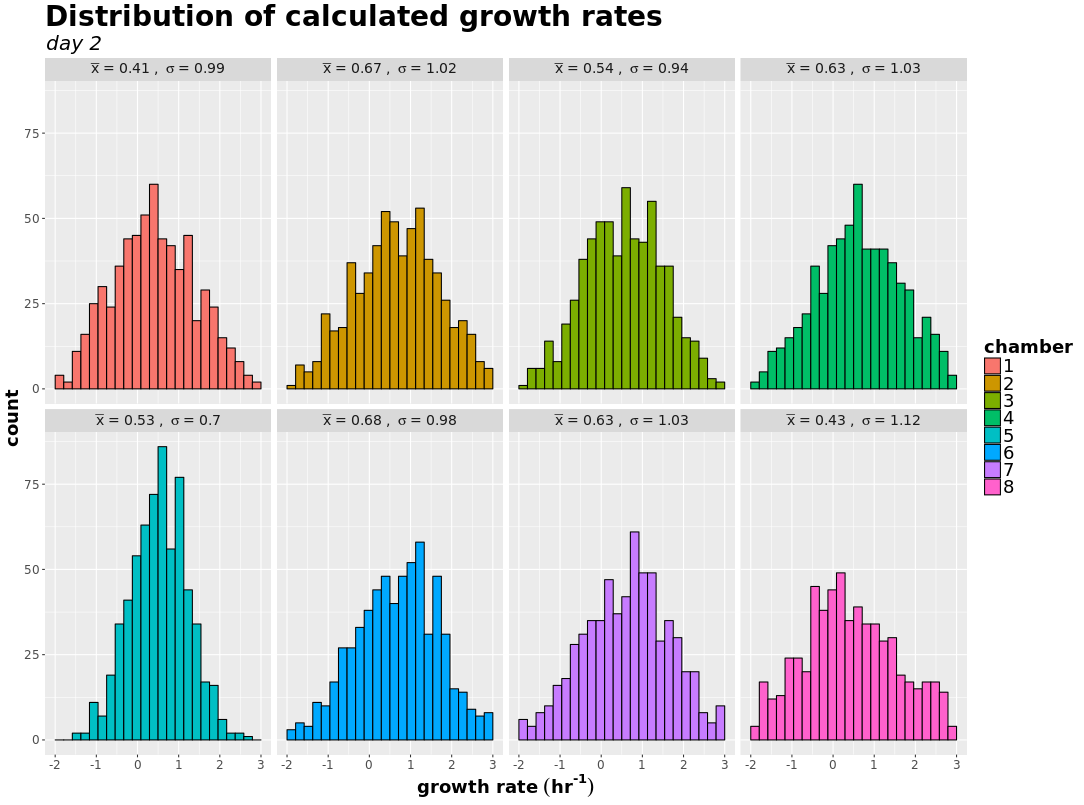 Distribution of calculated growth rates
day 2
x̅ = 0.41 , σ = 0.99
x̅ = 0.67 , σ = 1.02
x̅ = 0.54 , σ = 0.94
x̅ = 0.63 , σ = 1.03
75
50
25
0
x̅ = 0.53 , σ = 0.7
x̅ = 0.68 , σ = 0.98
x̅ = 0.63 , σ = 1.03
x̅ = 0.43 , σ = 1.12
75
50
25
0
-2 -1 0 1 2 3
-2 -1 0 1 2 3
-2 -1 0 1 2 3
-2 -1 0 1 2 3
growth rate (hr⁻¹)
count
chamber
1
2
3
4
5
6
7
8